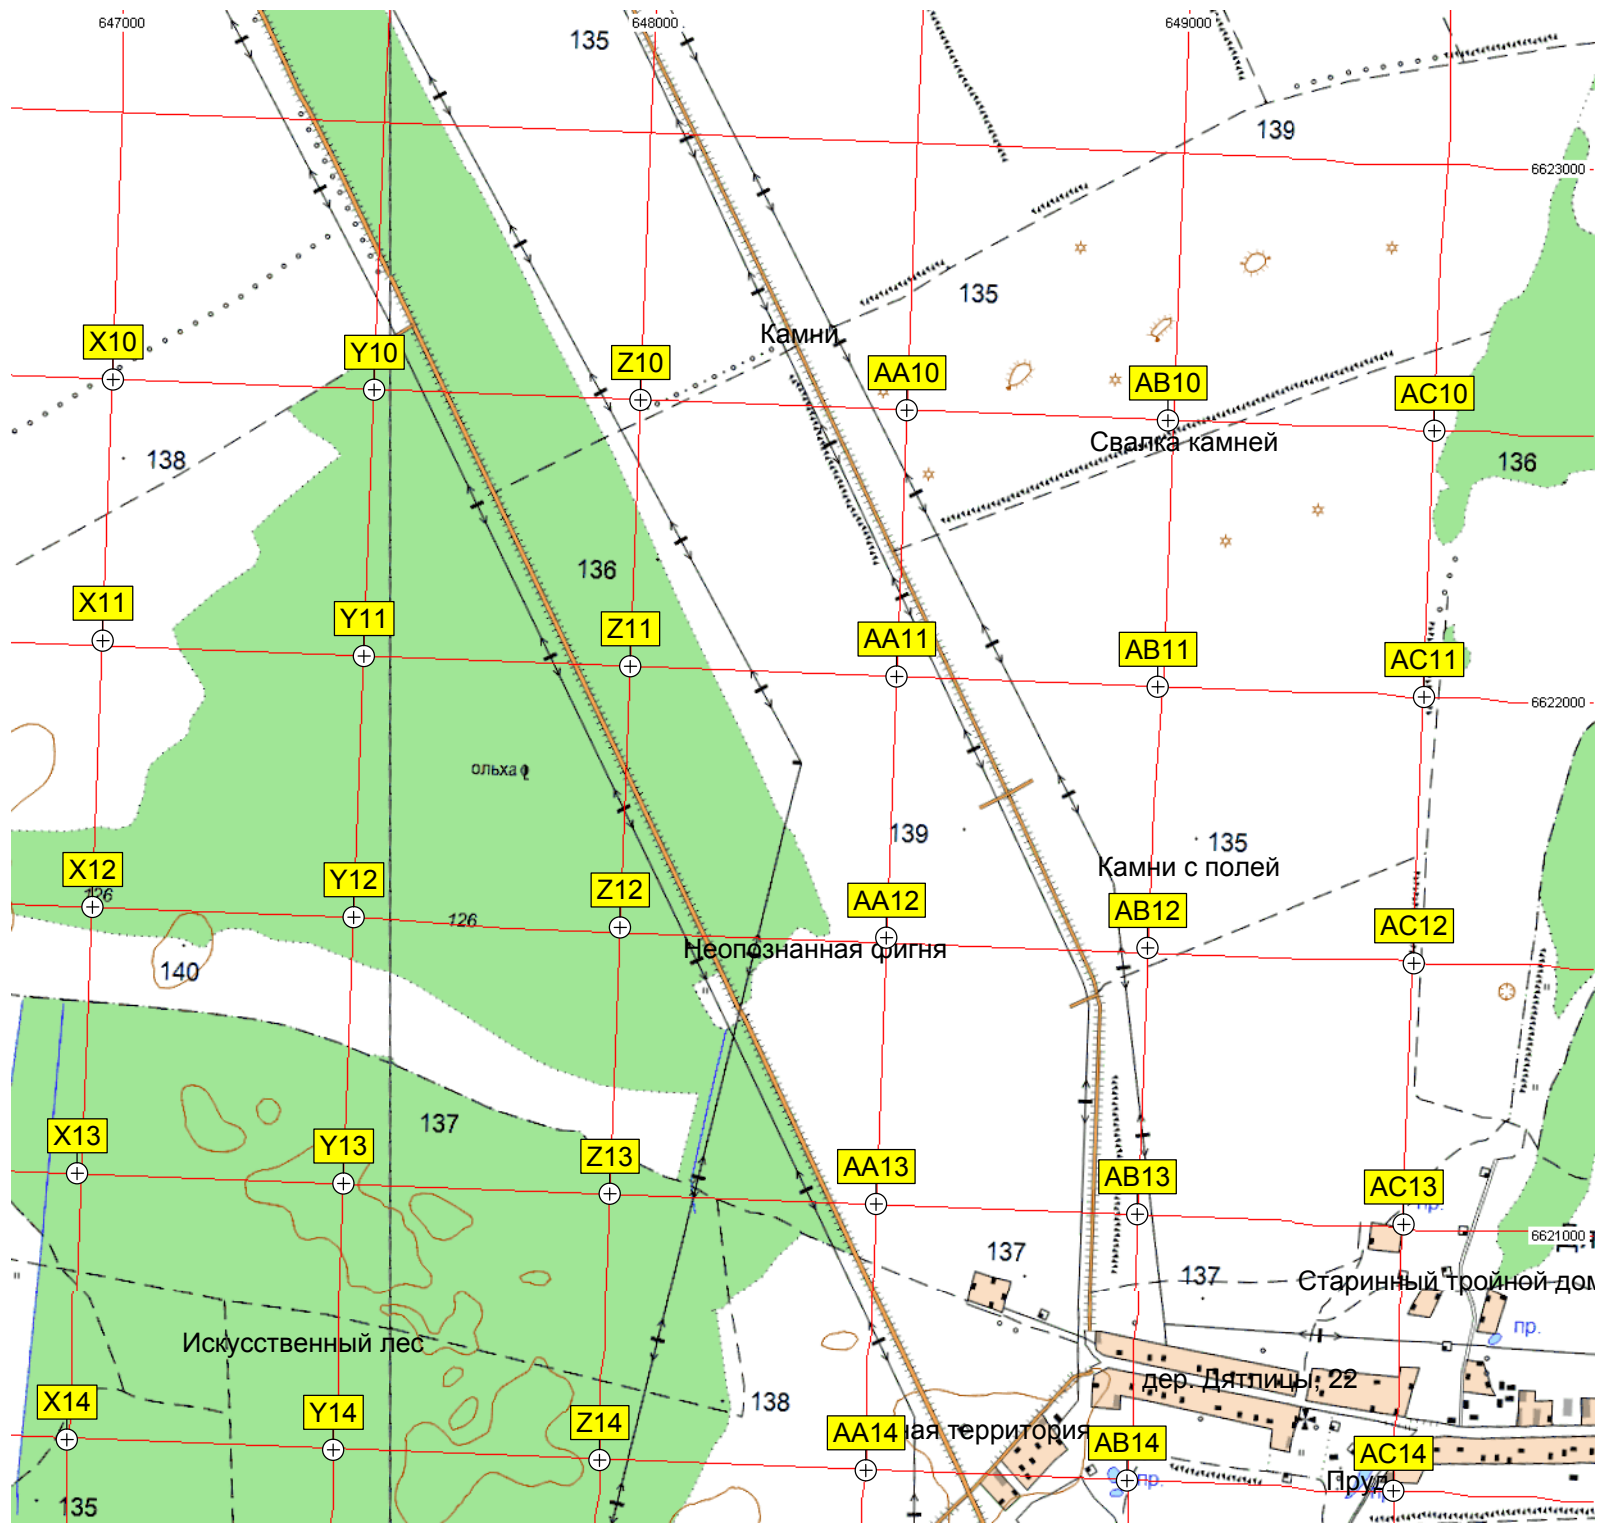 647000
648000
649000
135
139
6623000
135
Камни
X10
Y10
Z10
AA10
AB10
AC10
138
Свалка камней
136
136
X11
Y11
Z11
AA11
AB11
AC11
6622000
ольха
139
135
Камни с полей
X12
Y12
Z12
AA12
AB12
AC12
126
126
Неопознанная фигня
140
137
X13
Y13
Z13
AA13
AB13
AC13
пр.
6621000
137
137
Старинный тройной дом
пр.
Искусственный лес
дер. Дятлицы, 22
138
X14
Y14
Z14
AA14
ная территория
AB14
AC14
пр.
Пруд
135